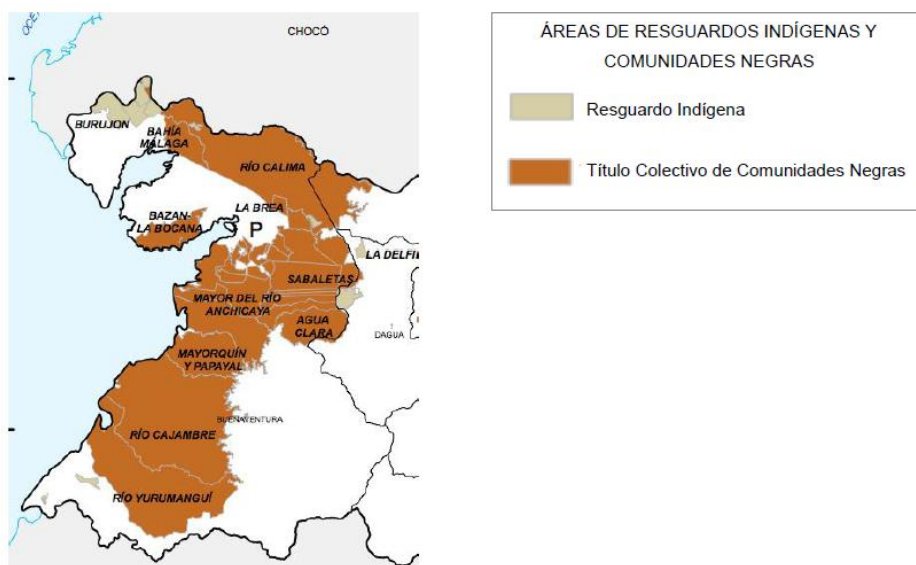 OCE
CHOCÓ
BURUJON
BAHÍA
MÁLAGA
RÍO CALIMA
LA BREA
BAZAN-
LA BOCANA
P
LA DELFI
SABALETAS
MAYOR DEL RÍO
ANCHICAYA
AGUA
CLARA
DAGUA
MAYORQUÍN
Y PAPAYAL
BUENAVENTURA
RÍO CAJAMBRE
RÍO YURUMANGUÍ
ÁREAS DE RESGUARDOS INDÍGENAS Y
COMUNIDADES NEGRAS
Resguardo Indígena
Título Colectivo de Comunidades Negras